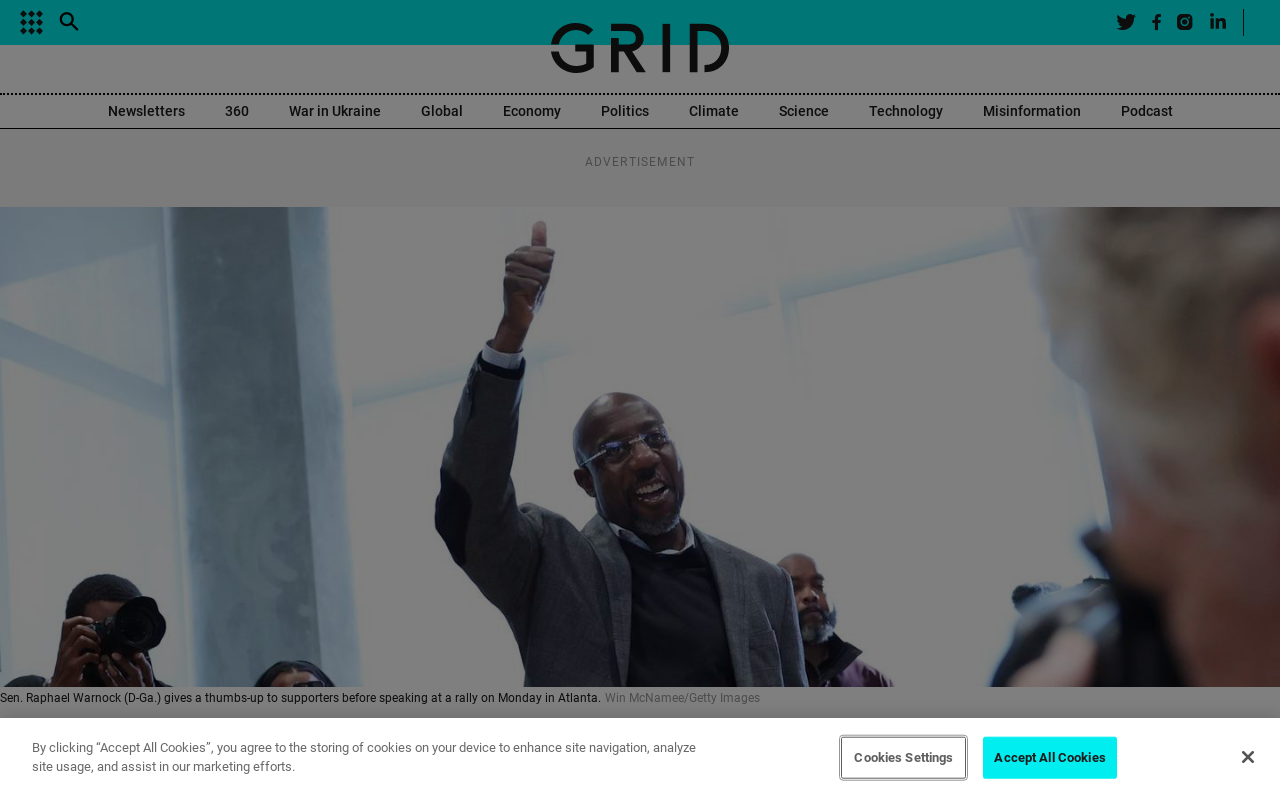 GRID
Newsletters 360 War in Ukraine Global Economy Politics Climate Science Technology Misinformation Podcast
ADVERTISEMENT
Sen. Raphael Warnock (D-Ga.) gives a thumbs-up to supporters before speaking at a rally on Monday in Atlanta. Win McNamee/Getty Images
By clicking “Accept All Cookies”, you agree to the storing of cookies on your device to enhance site navigation, analyze
site usage, and assist in our marketing efforts.
Cookies Settings
Accept All Cookies